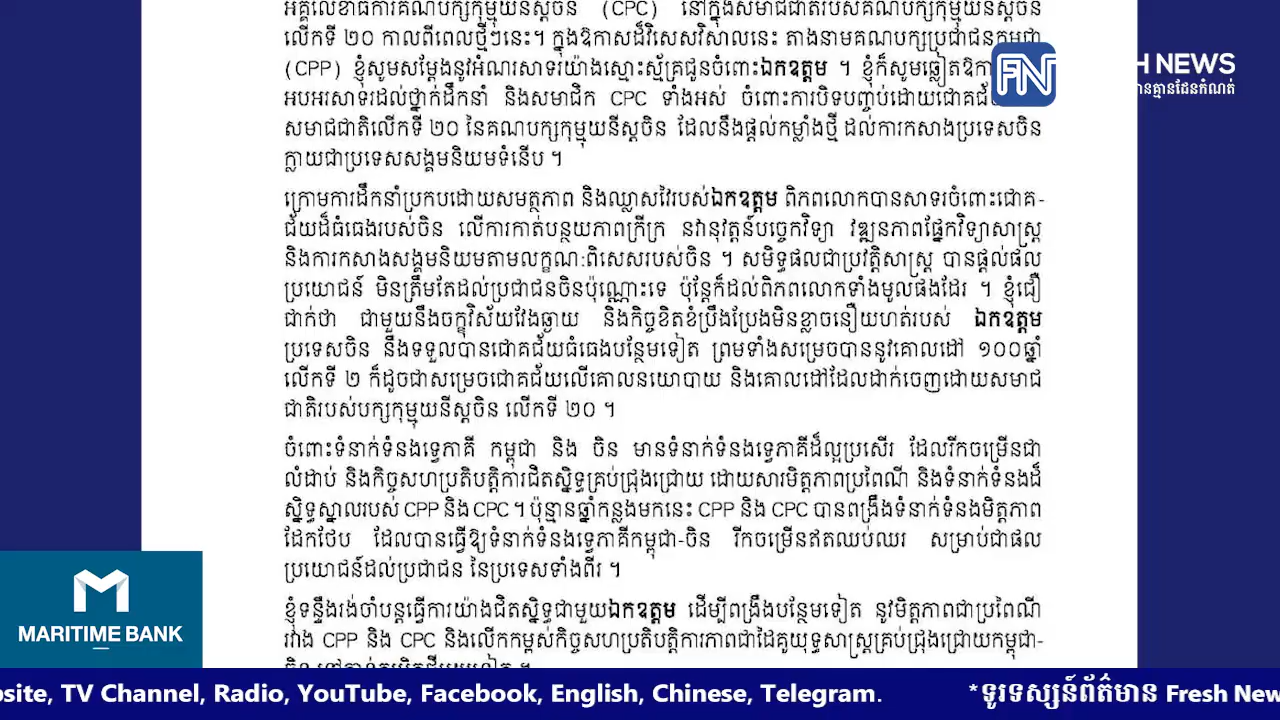 អគ្គលេខាធិការគណបក្សកុម្មុយនីស្តចិន (CPC) នៅក្នុងសមាជជាតិរបស់គណបក្សកុម្មុយនីស្តចិន
លើកទី ២០ កាលពីពេលថ្មីៗនេះ។ ក្នុងឱកាសដ៏វិសេសវិសាលនេះ តាងនាមគណបក្សប្រជាជនកម្ពុជា
(CPP) ខ្ញុំសូមសម្តែងនូវអំណរសាទរយ៉ាងស្មោះស្ម័គ្រជូនចំពោះឯកឧត្តម ។ ខ្ញុំក៏សូមឆ្លៀតឱកា
អបអរសាទរដល់ថ្នាក់ដឹកនាំ និងសមាជិក CPC ទាំងអស់ ចំពោះការបិទបញ្ចប់ដោយជោគជ័
សមាជជាតិលើកទី ២០ នៃគណបក្សកុម្មុយនីស្តចិន ដែលនឹងផ្តល់កម្លាំងថ្មី ដល់ការកសាងប្រទេសចិន
ក្លាយជាប្រទេសសង្គមនិយមទំនើប ។
ក្រោមការដឹកនាំប្រកបដោយសមត្ថភាព និងឈ្លាសវៃរបស់ឯកឧត្តម ពិភពលោកបានសាទរចំពោះជោគ-
ជ័យដ៏ធំធេងរបស់ចិន លើការកាត់បន្ថយភាពក្រីក្រ នវានុវត្តន៍បច្ចេកវិទ្យា វឌ្ឍនភាពផ្នែកវិទ្យាសាស្ត្រ
និងការកសាងសង្គមនិយមតាមលក្ខណៈពិសេសរបស់ចិន ។ សមិទ្ធផលជាប្រវត្តិសាស្ត្រ បានផ្តល់ផល
ប្រយោជន៍ មិនត្រឹមតែដល់ប្រជាជនចិនប៉ុណ្ណោះទេ ប៉ុន្តែក៏ដល់ពិភពលោកទាំងមូលផងដែរ ។ ខ្ញុំជឿ
ជាក់ថា ជាមួយនឹងចក្ខុវិស័យវែងឆ្ងាយ និងកិច្ចខិតខំប្រឹងប្រែងមិនខ្លាចនឿយហត់របស់ ឯកឧត្តម
ប្រទេសចិន នឹងទទួលបានជោគជ័យធំធេងបន្ថែមទៀត ព្រមទាំងសម្រេចបាននូវគោលដៅ ១០០ឆ្នាំ
លើកទី ២ ក៏ដូចជាសម្រេចជោគជ័យលើគោលនយោបាយ និងគោលដៅដែលដាក់ចេញដោយសមាជ
ជាតិរបស់បក្សកុម្មុយនីស្តចិន លើកទី ២០ ។
ចំពោះទំនាក់ទំនងទ្វេភាគី កម្ពុជា និង ចិន មានទំនាក់ទំនងទ្វេភាគីដ៏ល្អប្រសើរ ដែលរីកចម្រើនជា
លំដាប់ និងកិច្ចសហប្រតិបត្តិការជិតស្និទ្ធគ្រប់ជ្រុងជ្រោយ ដោយសារមិត្តភាពប្រពៃណី និងទំនាក់ទំនងដ៏
ស្និទ្ធស្នាលរបស់ CPP និង CPC ។ ប៉ុន្មានឆ្នាំកន្លងមកនេះ CPP និង CPC បានពង្រឹងទំនាក់ទំនងមិត្តភាព
ដែកថែប ដែលបានធ្វើឱ្យទំនាក់ទំនងទ្វេភាគីកម្ពុជា-ចិន រីកចម្រើនឥតឈប់ឈរ សម្រាប់ជាផល
ប្រយោជន៍ដល់ប្រជាជន នៃប្រទេសទាំងពីរ ។
ខ្ញុំទន្ទឹងរង់ចាំបន្តធ្វើការយ៉ាងជិតស្និទ្ធជាមួយឯកឧត្តម ដើម្បីពង្រឹងបន្ថែមទៀត នូវមិត្តភាពជាប្រពៃណី
រវាង CPP និង CPC និងលើកកម្ពស់កិច្ចសហប្រតិបត្តិការភាពជាដៃគូយុទ្ធសាស្ត្រគ្រប់ជ្រុងជ្រោយកម្ពុជា-
FN
H NEWS
ានគ្មានដែនកំណត់
MARITIME BANK
site, TV Channel, Radio, YouTube, Facebook, English, Chinese, Telegram. *ទូរទស្សន៍ព័ត៌មាន Fresh New